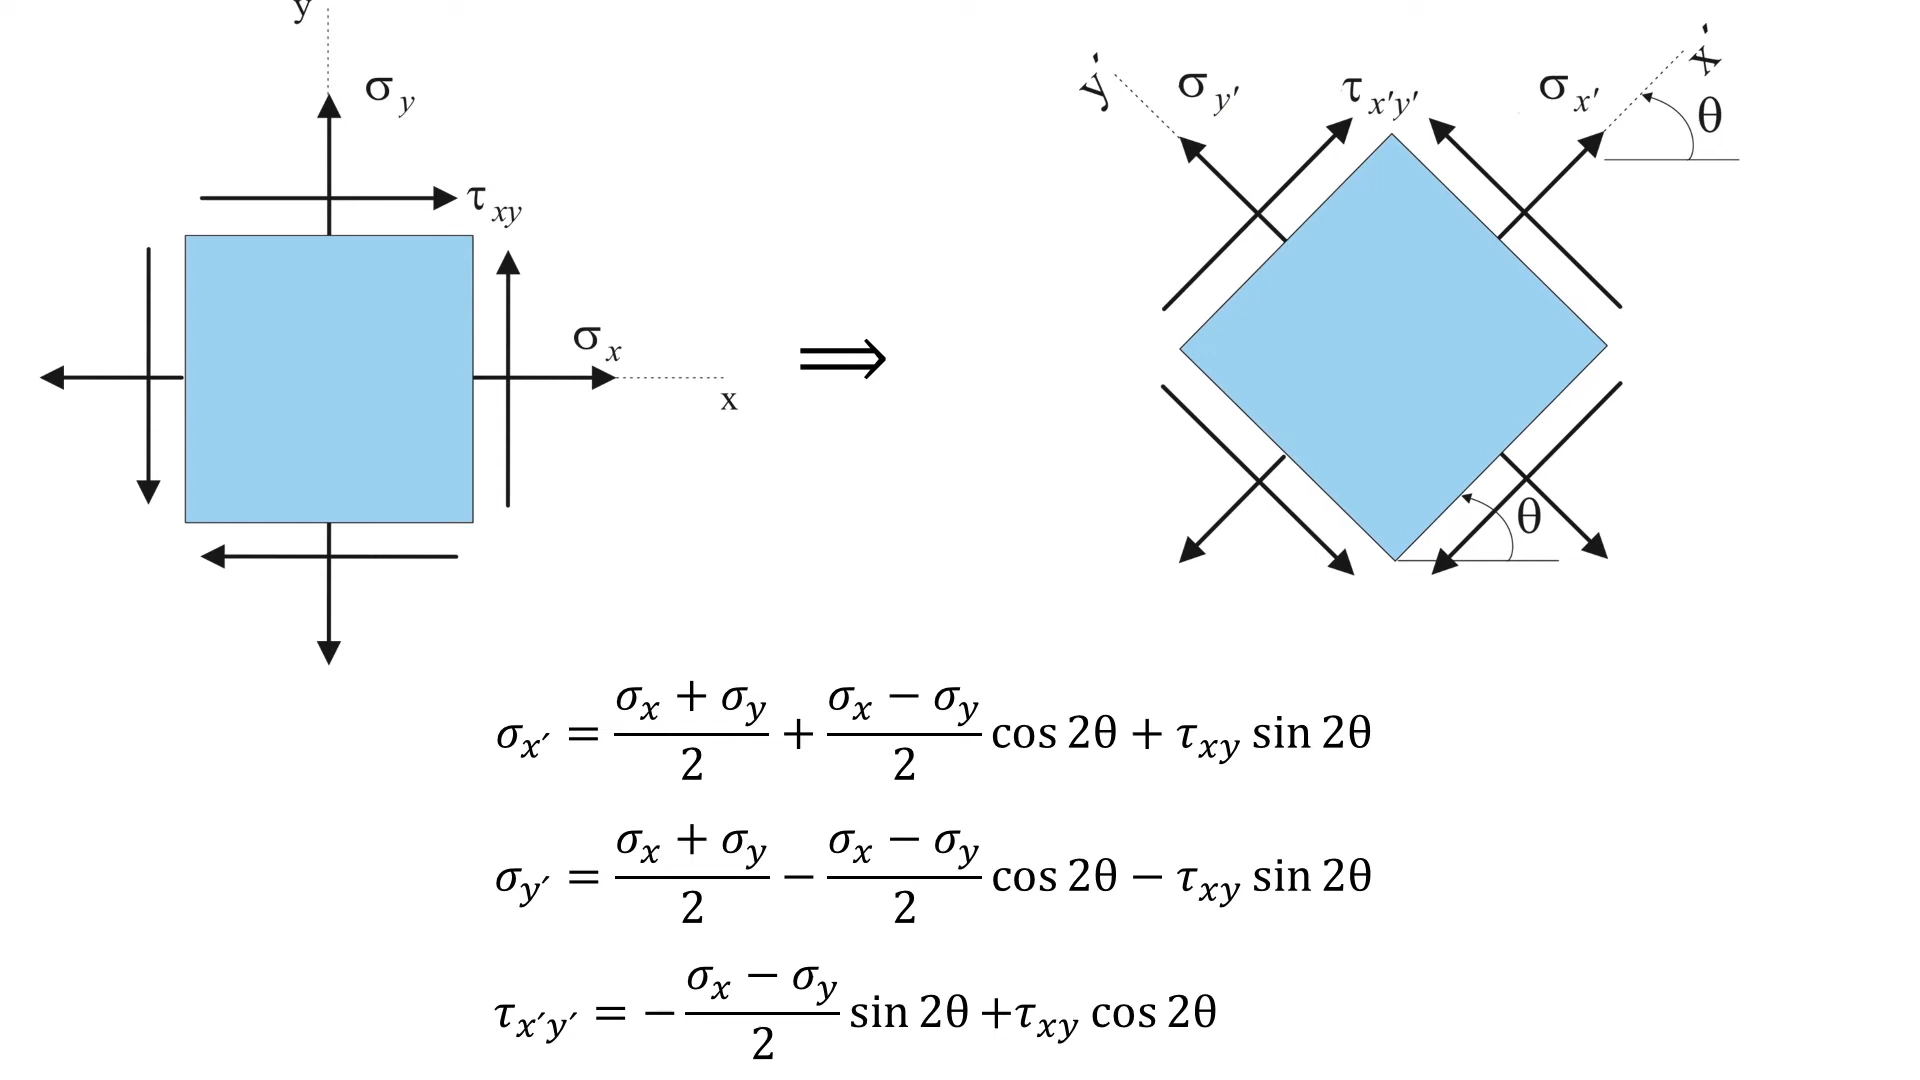 y
σ_y
τ_xy
σ_x
x
⟹
y′
σ_y′
τ_x′y′
σ_x′
x′
θ
θ
σ_x′ = (σ_x + σ_y)/2 + (σ_x − σ_y)/2 cos 2θ + τ_xy sin 2θ
σ_y′ = (σ_x + σ_y)/2 − (σ_x − σ_y)/2 cos 2θ − τ_xy sin 2θ
τ_x′y′ = −(σ_x − σ_y)/2 sin 2θ +τ_xy cos 2θ